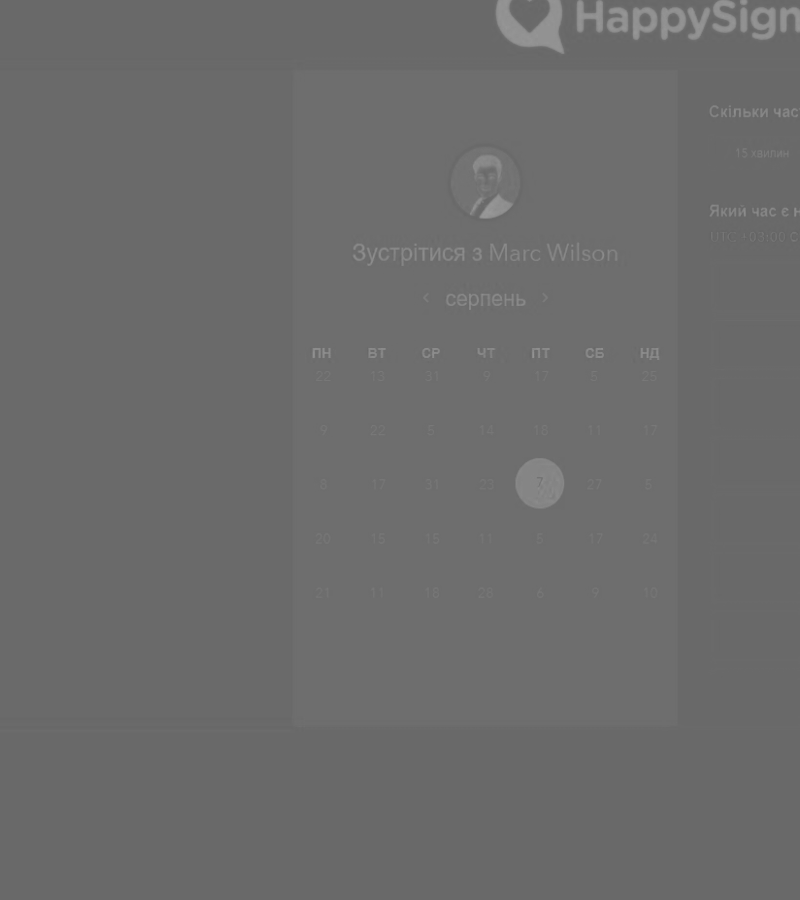 HappySign
Зустрітися з Marc Wilson
‹ серпень ›
ПН ВТ СР ЧТ ПТ СБ НД
22 13 31 9 17 5 25
9 22 11 17
14 18
8 17 31 23 7 27 5
20 15 15 11 5 17 24
21 11 18 26 6 9 10
Скільки час
15 хвилин
Який час є н
UTC +03:00 С